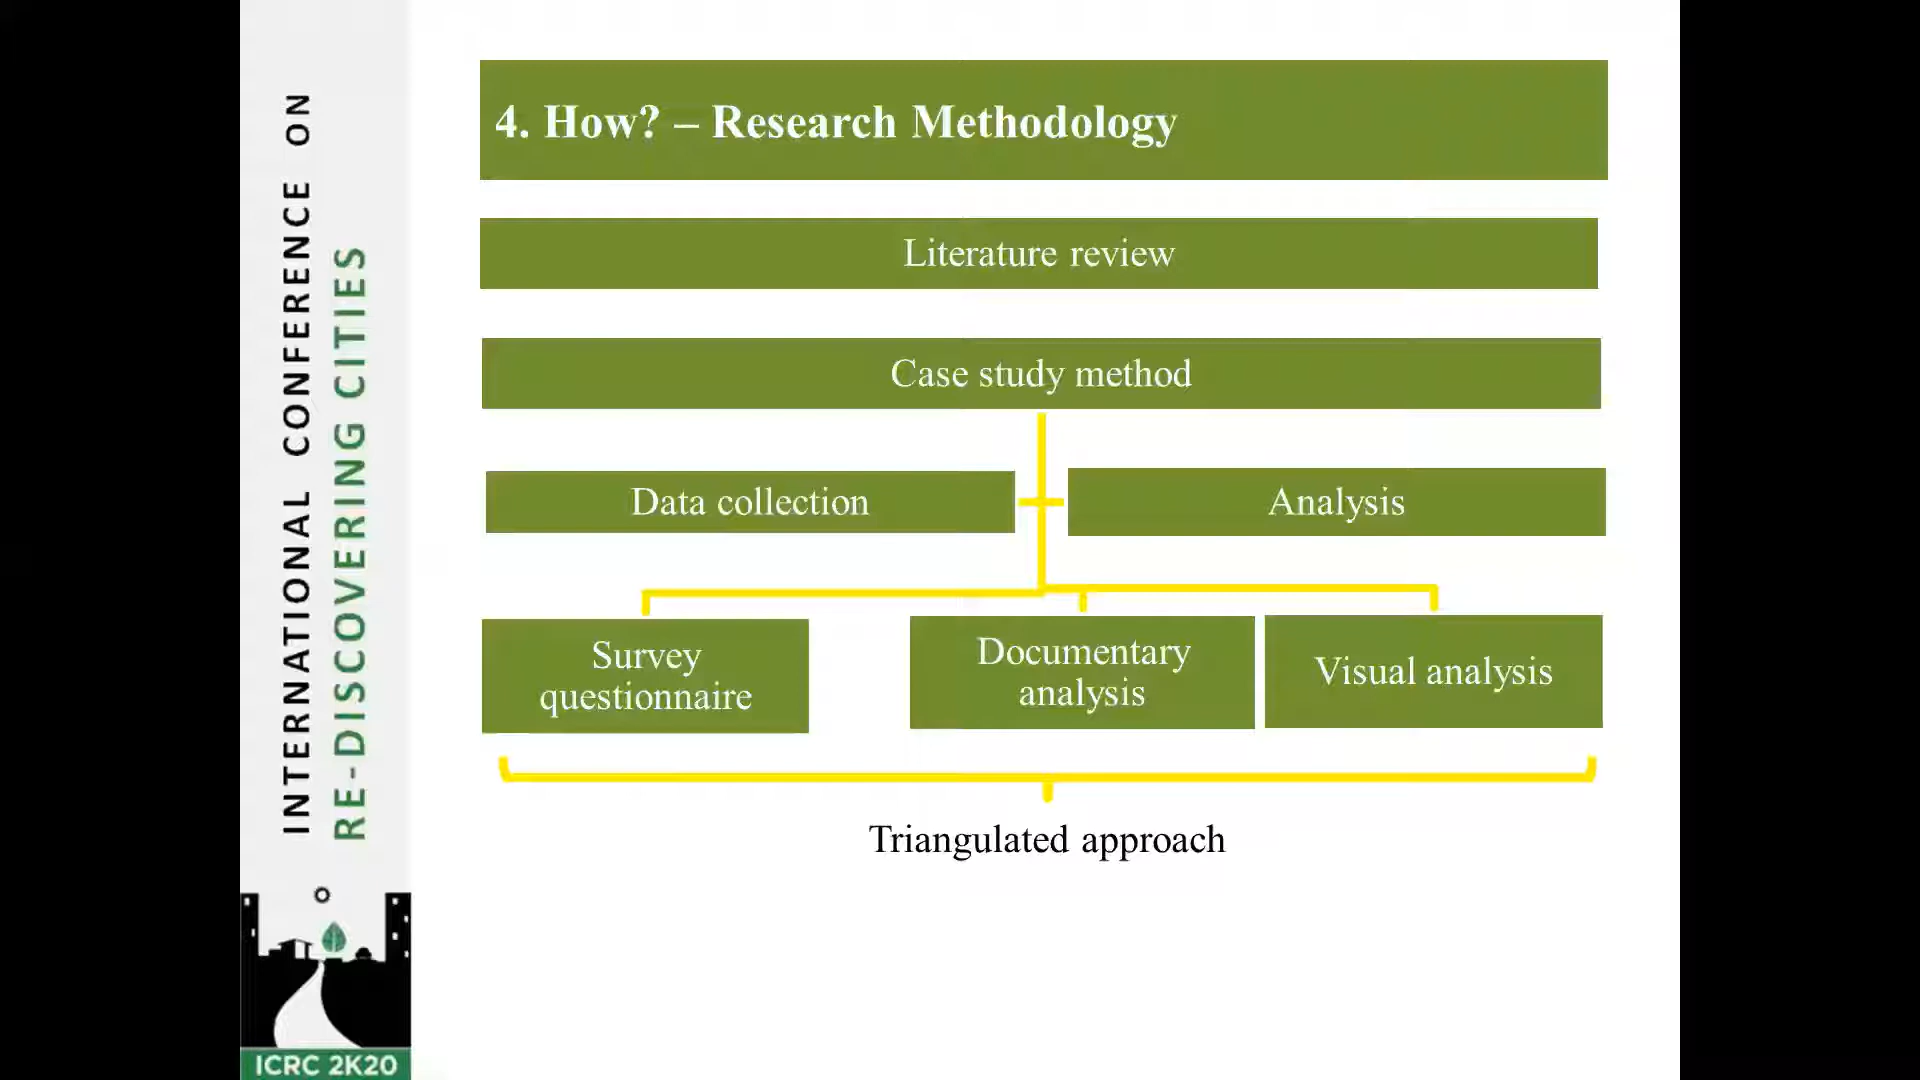 INTERNATIONAL CONFERENCE ON
RE-DISCOVERING CITIES
ICRC 2K20
4. How? – Research Methodology
Literature review
Case study method
Data collection
Analysis
Survey
questionnaire
Documentary
analysis
Visual analysis
Triangulated approach